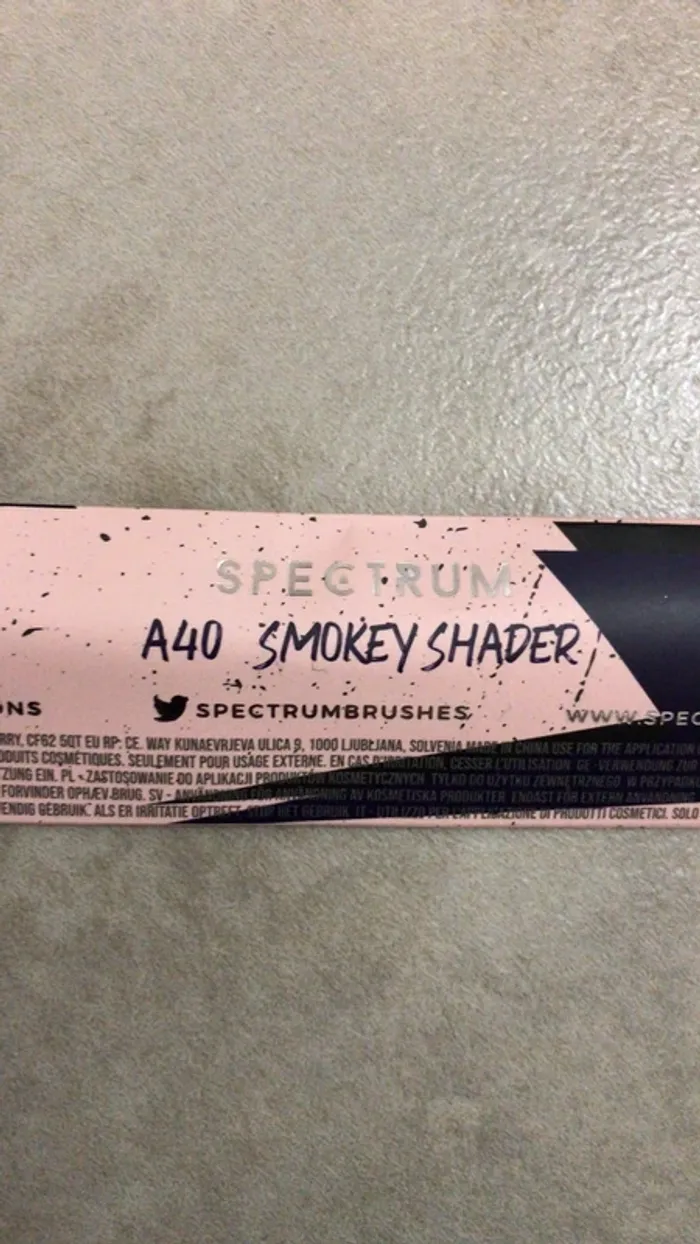 SPECTRUM
A40 SMOKEY SHADER
ONS SPECTRUMBRUSHES WWW.SPEC
RRY, CF62 5QT EU RP: CE. WAY KUNAEVRJEVA ULICA 9, 1000 LJUBLJANA, SOLVENIA MADE IN CHINA USE FOR THE APPLICATION
ODUITS COSMÉTIQUES. SEULEMENT POUR USAGE EXTERNE. EN CAS D'IRRITATION, CESSER L'UTILISATION. GE - VERWENDUNG ZUR
TZUNG EIN. PL - ZASTOSOWANIE DO APLIKACJI PRODUKTÓW KOSMETYCZNYCH. TYLKO DO UŻYTKU ZEWNĘTRZNEGO. W PRZYPADK
FORVINDER OPHÆV.BRUG. SV - ANVÄNDNING FÖR ANVÄNDNING AV KOSMETISKA PRODUKTER. ENDAST FÖR EXTERN ANVÄNDNING.
ENDIG GEBRUIK. ALS ER IRRITATIE OPTREET, STOP HET GEBRUIK. IT - UTILIZZO PER L'APPLICAZIONE DI PRODOTTI COSMETICI. SOLO